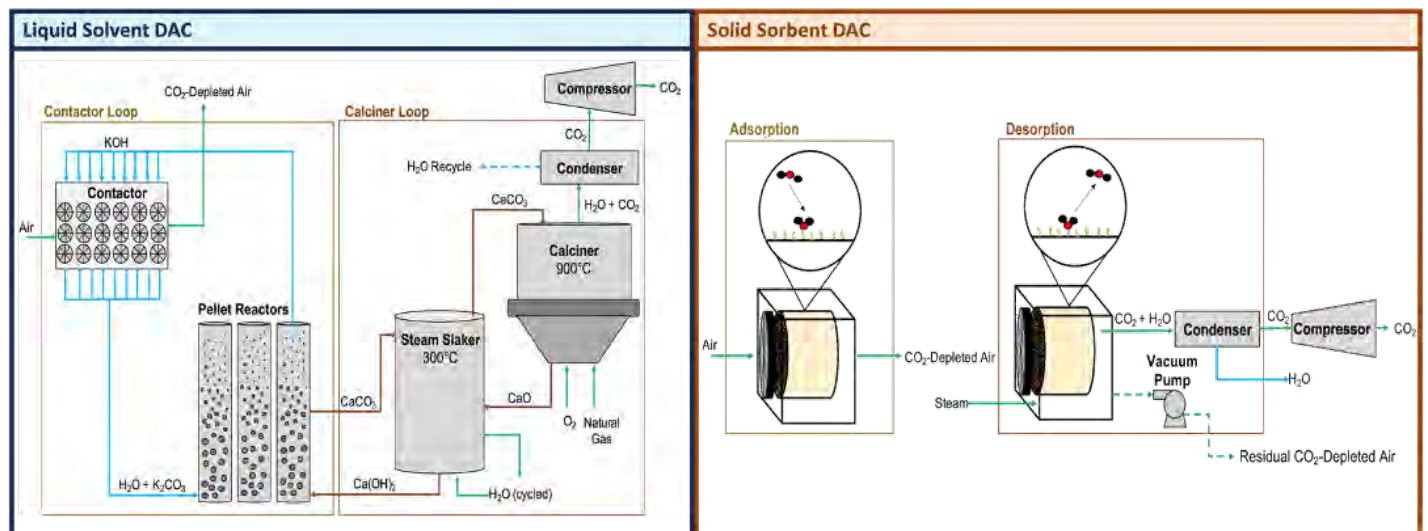 Liquid Solvent DAC
CO₂-Depleted Air
Contactor Loop
Calciner Loop
KOH
Contactor
Air
Pellet Reactors
H₂O + K₂CO₃
CaCO₃
Ca(OH)₂
Steam Slaker
300°C
CaCO₃
CaO
H₂O (cycled)
Calciner
900°C
O₂
Natural
Gas
H₂O + CO₂
Condenser
H₂O Recycle
CO₂
Compressor
CO₂
Solid Sorbent DAC
Adsorption
Air
CO₂-Depleted Air
Desorption
Steam
CO₂ + H₂O
Condenser
CO₂
Compressor
CO₂
H₂O
Vacuum
Pump
Residual CO₂-Depleted Air